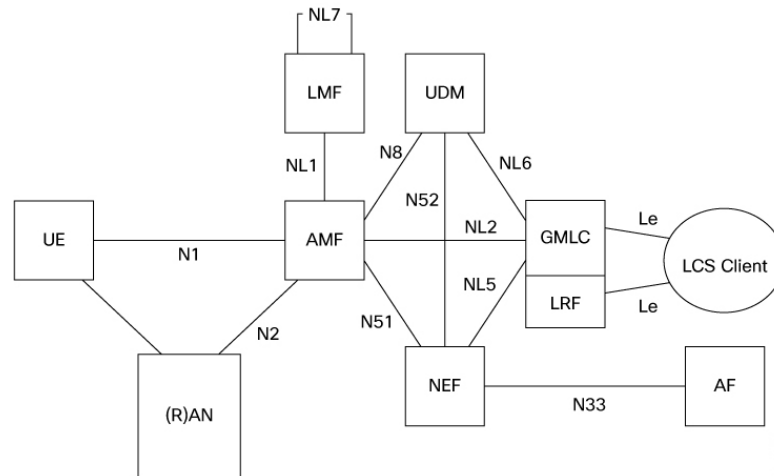 NL7
LMF
UDM
NL1
N8
NL6
N52
UE
N1
AMF
NL2
GMLC
Le
LCS Client
NL5
LRF
Le
N2
N51
(R)AN
NEF
N33
AF